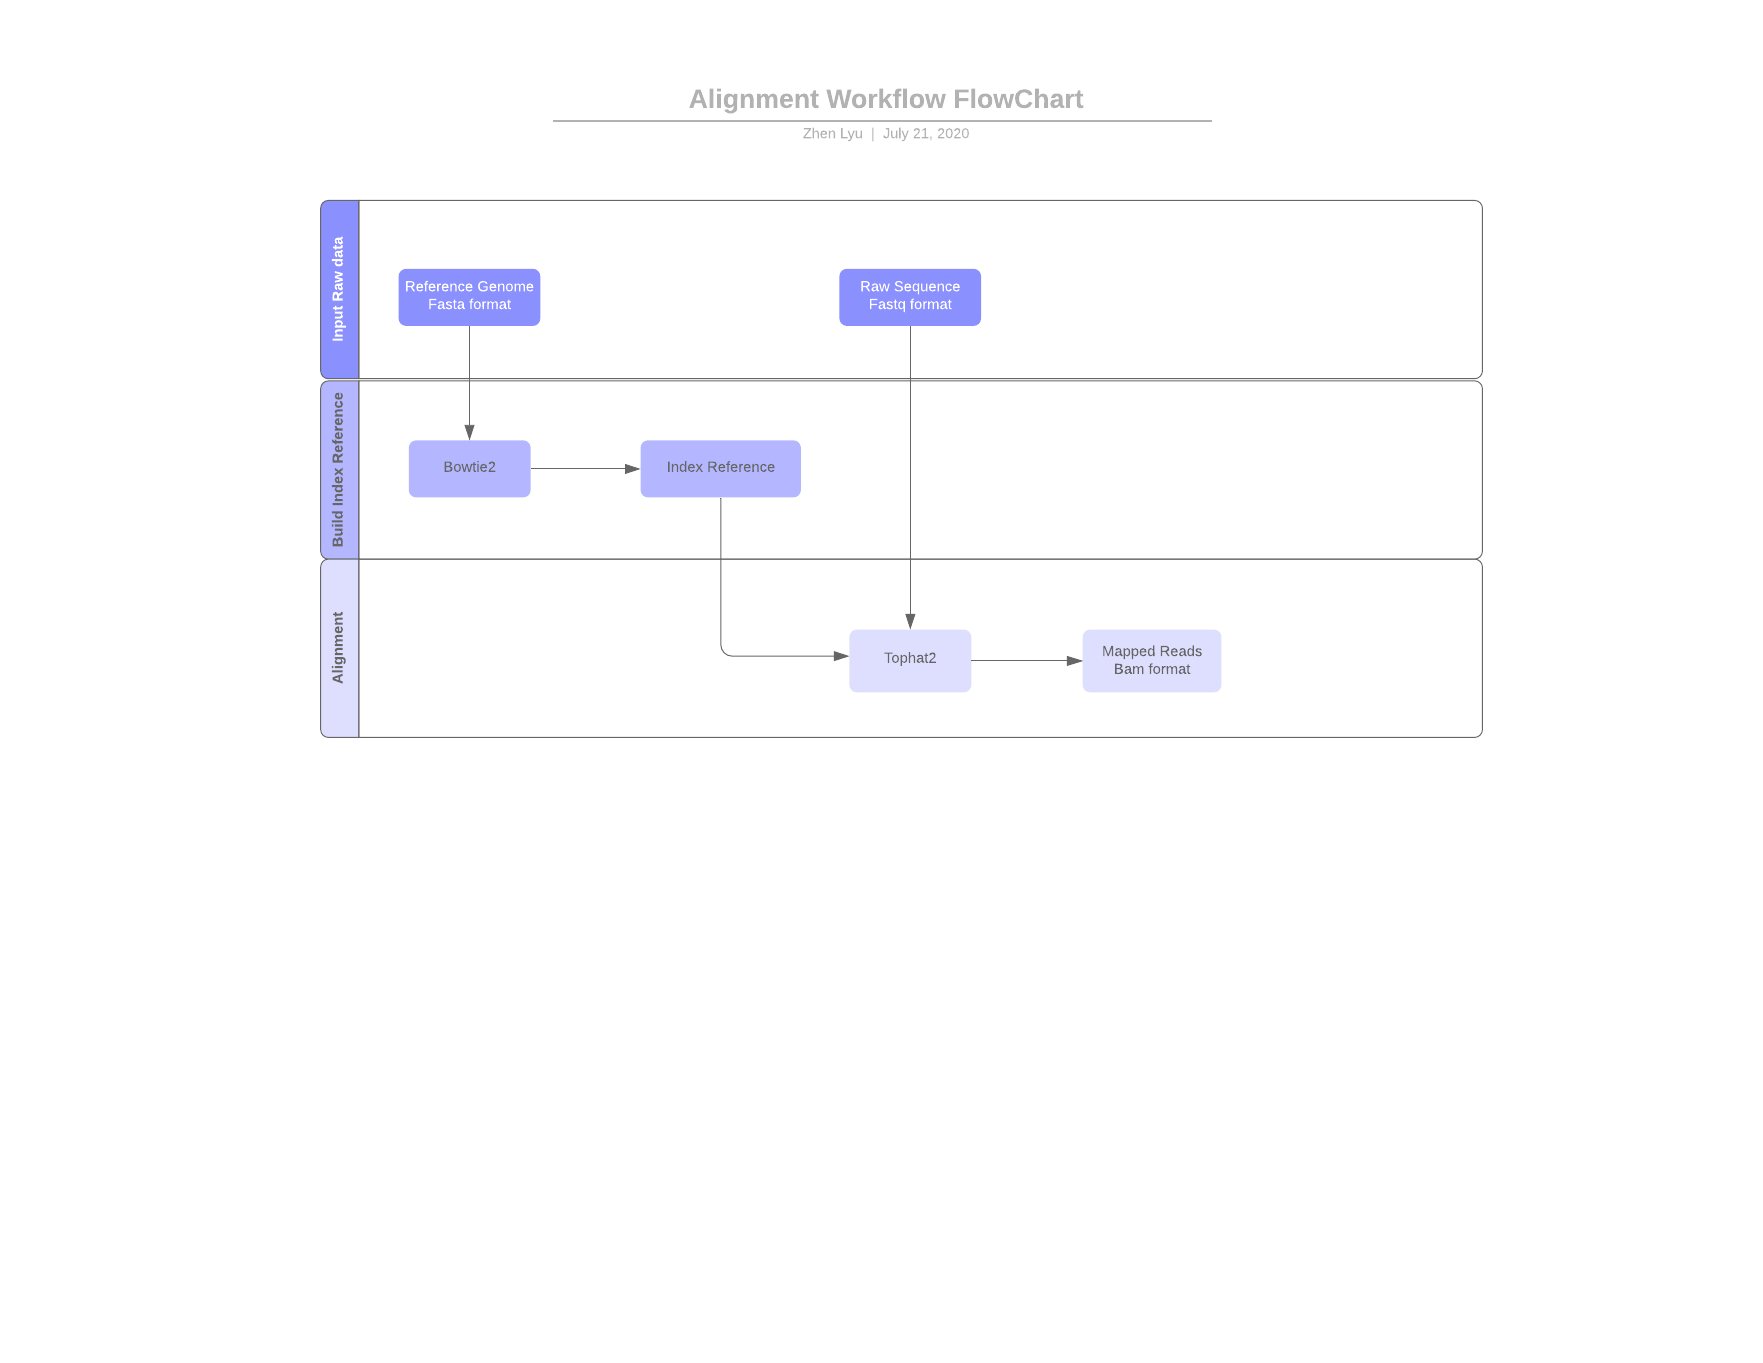 Alignment Workflow FlowChart
Zhen Lyu | July 21, 2020
Input Raw data
Reference Genome
Fasta format
Raw Sequence
Fastq format
Build Index Reference
Bowtie2
Index Reference
Alignment
Tophat2
Mapped Reads
Bam format